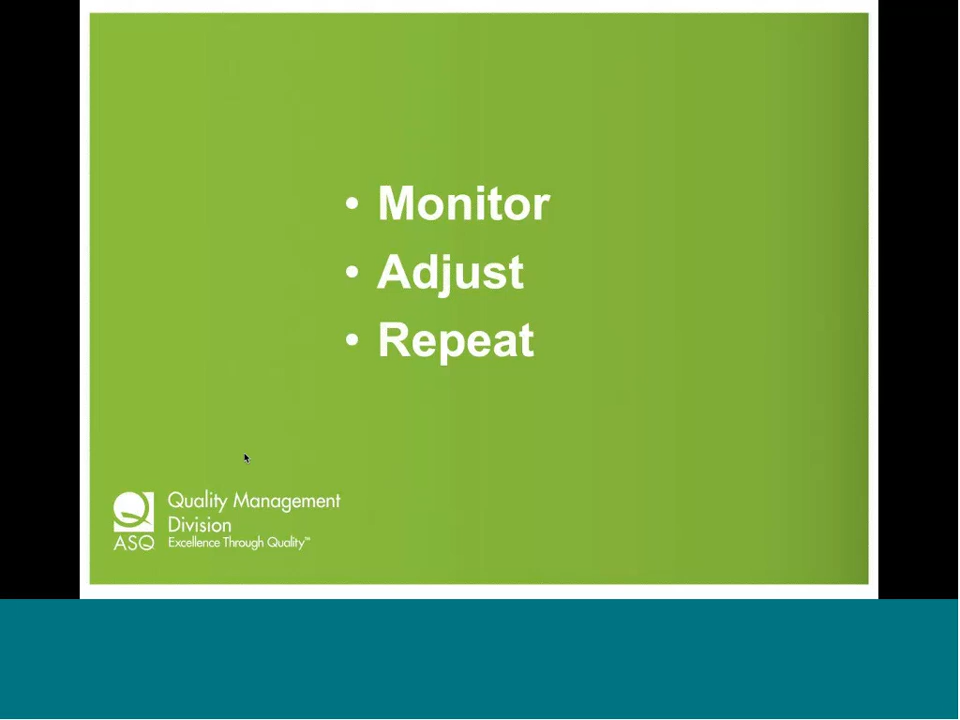 • Monitor
• Adjust
• Repeat
Quality Management
Division
ASQ Excellence Through Quality™